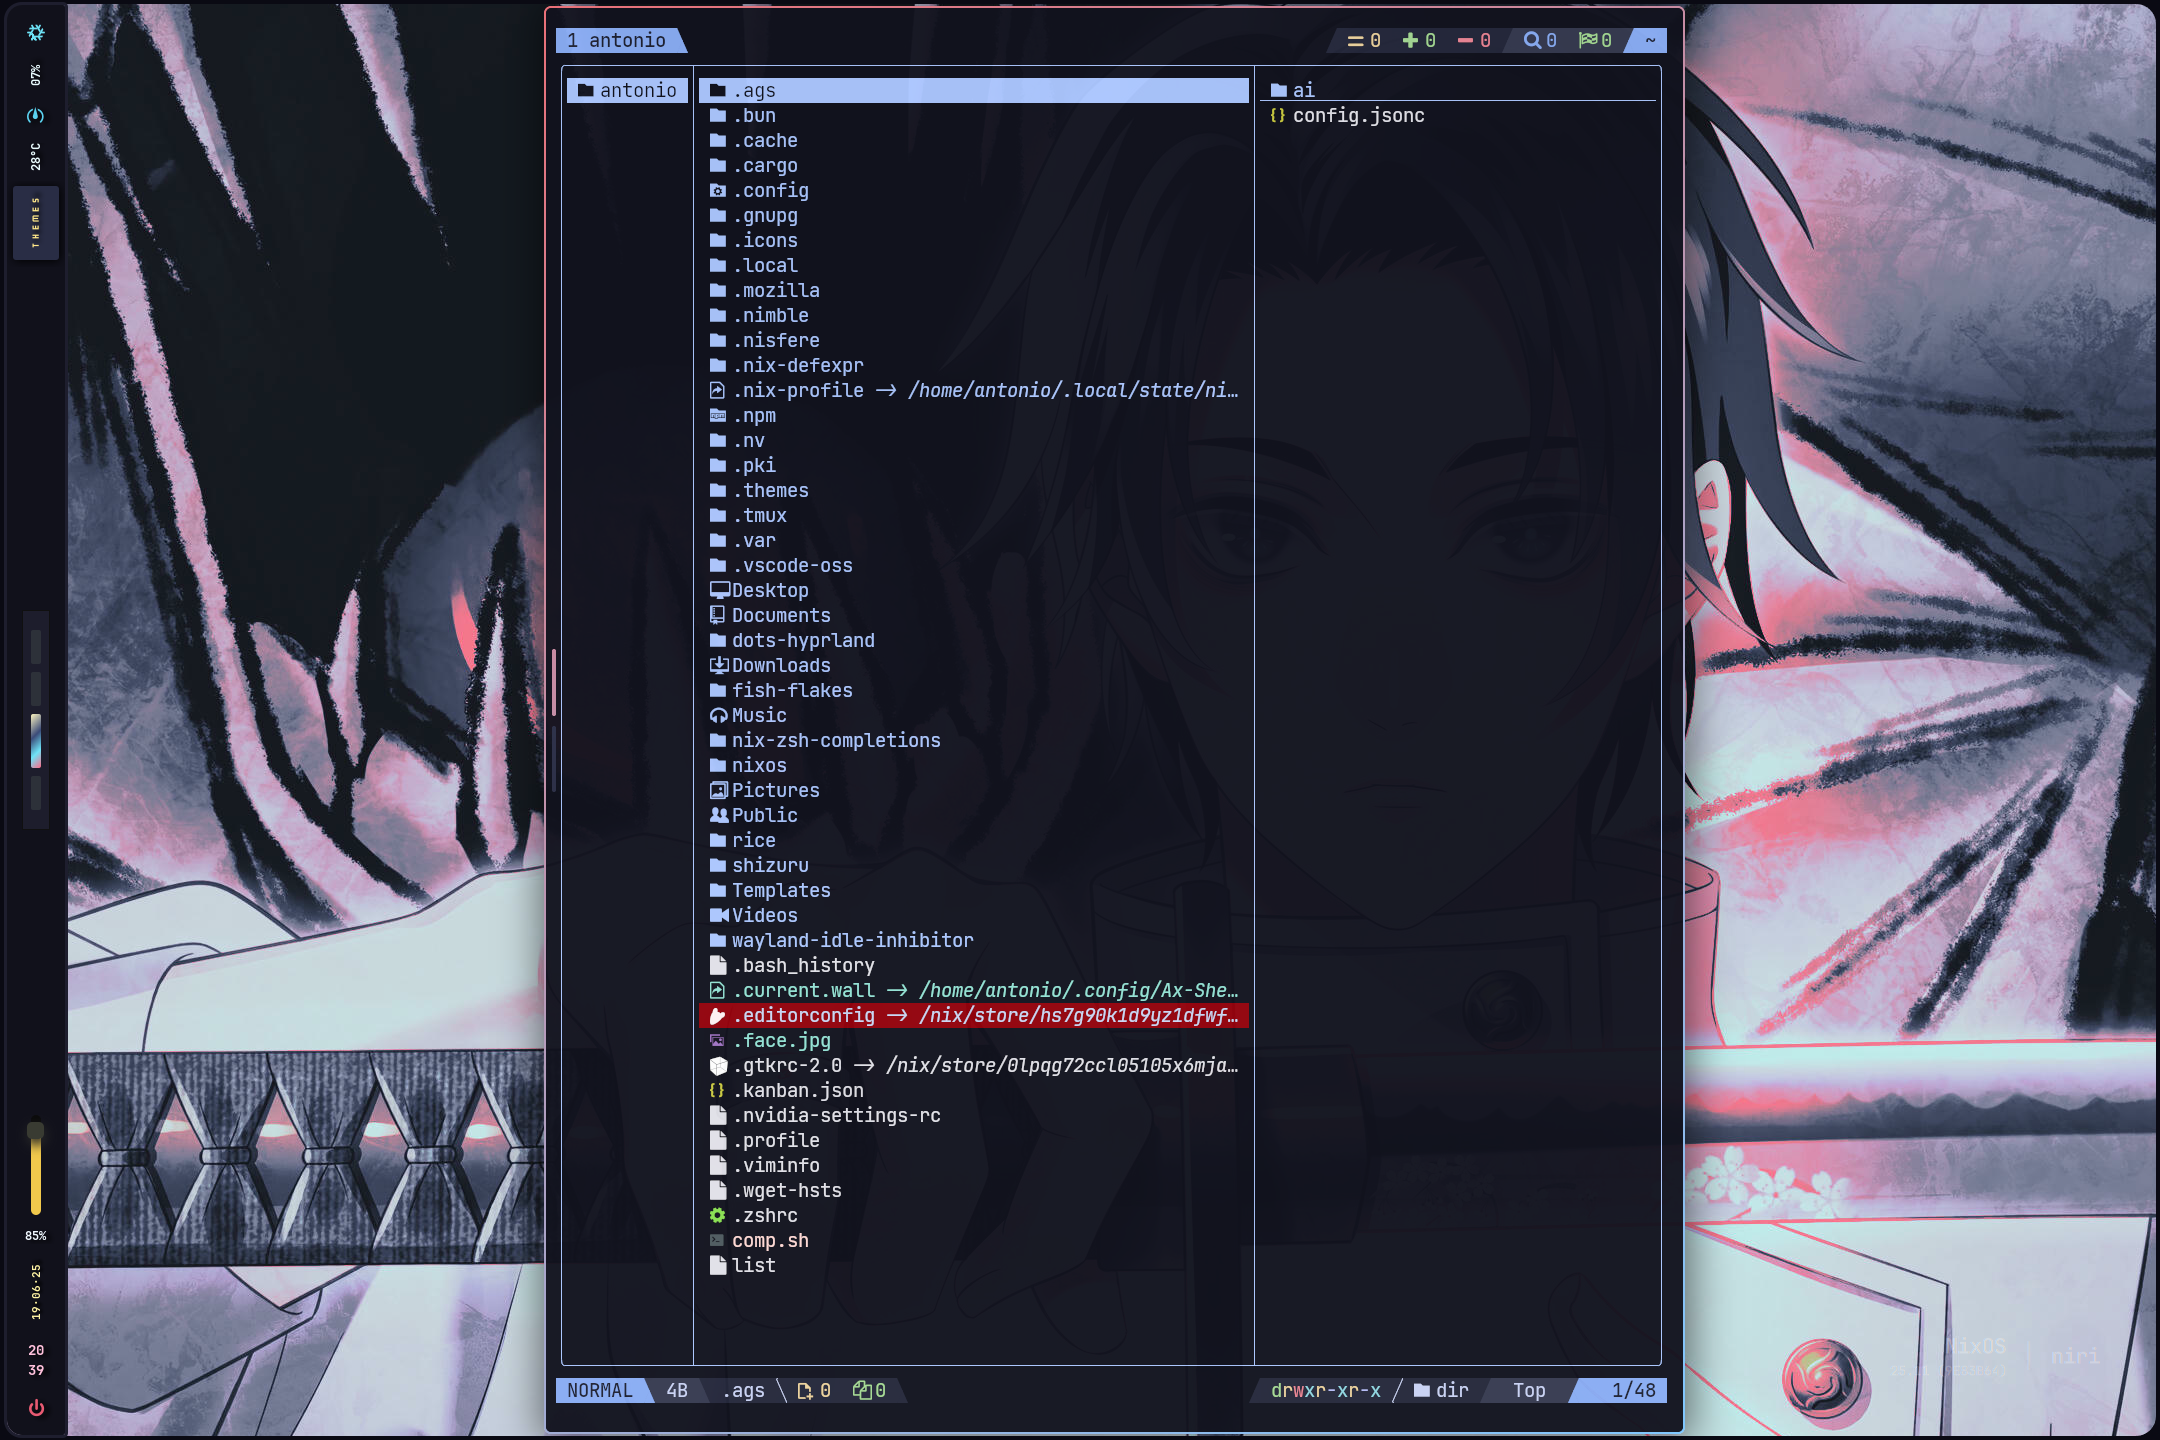 07%
28°C
THEMES
85%
19·06·25
20
39
1 antonio
0 0 0 0 0 ~
antonio
.ags
.bun
.cache
.cargo
.config
.gnupg
.icons
.local
.mozilla
.nimble
.nisfere
.nix-defexpr
.nix-profile -> /home/antonio/.local/state/ni…
.npm
.nv
.pki
.themes
.tmux
.var
.vscode-oss
Desktop
Documents
dots-hyprland
Downloads
fish-flakes
Music
nix-zsh-completions
nixos
Pictures
Public
rice
shizuru
Templates
Videos
wayland-idle-inhibitor
.bash_history
.current.wall -> /home/antonio/.config/Ax-She…
.editorconfig -> /nix/store/hs7g90k1d9yz1dfwf…
.face.jpg
.gtkrc-2.0 -> /nix/store/0lpqg72ccl05105x6mja…
.kanban.json
.nvidia-settings-rc
.profile
.viminfo
.wget-hsts
.zshrc
comp.sh
list
ai
config.jsonc
NORMAL 4B .ags 0 0 drwxr-xr-x dir Top 1/48
NixOS
niri